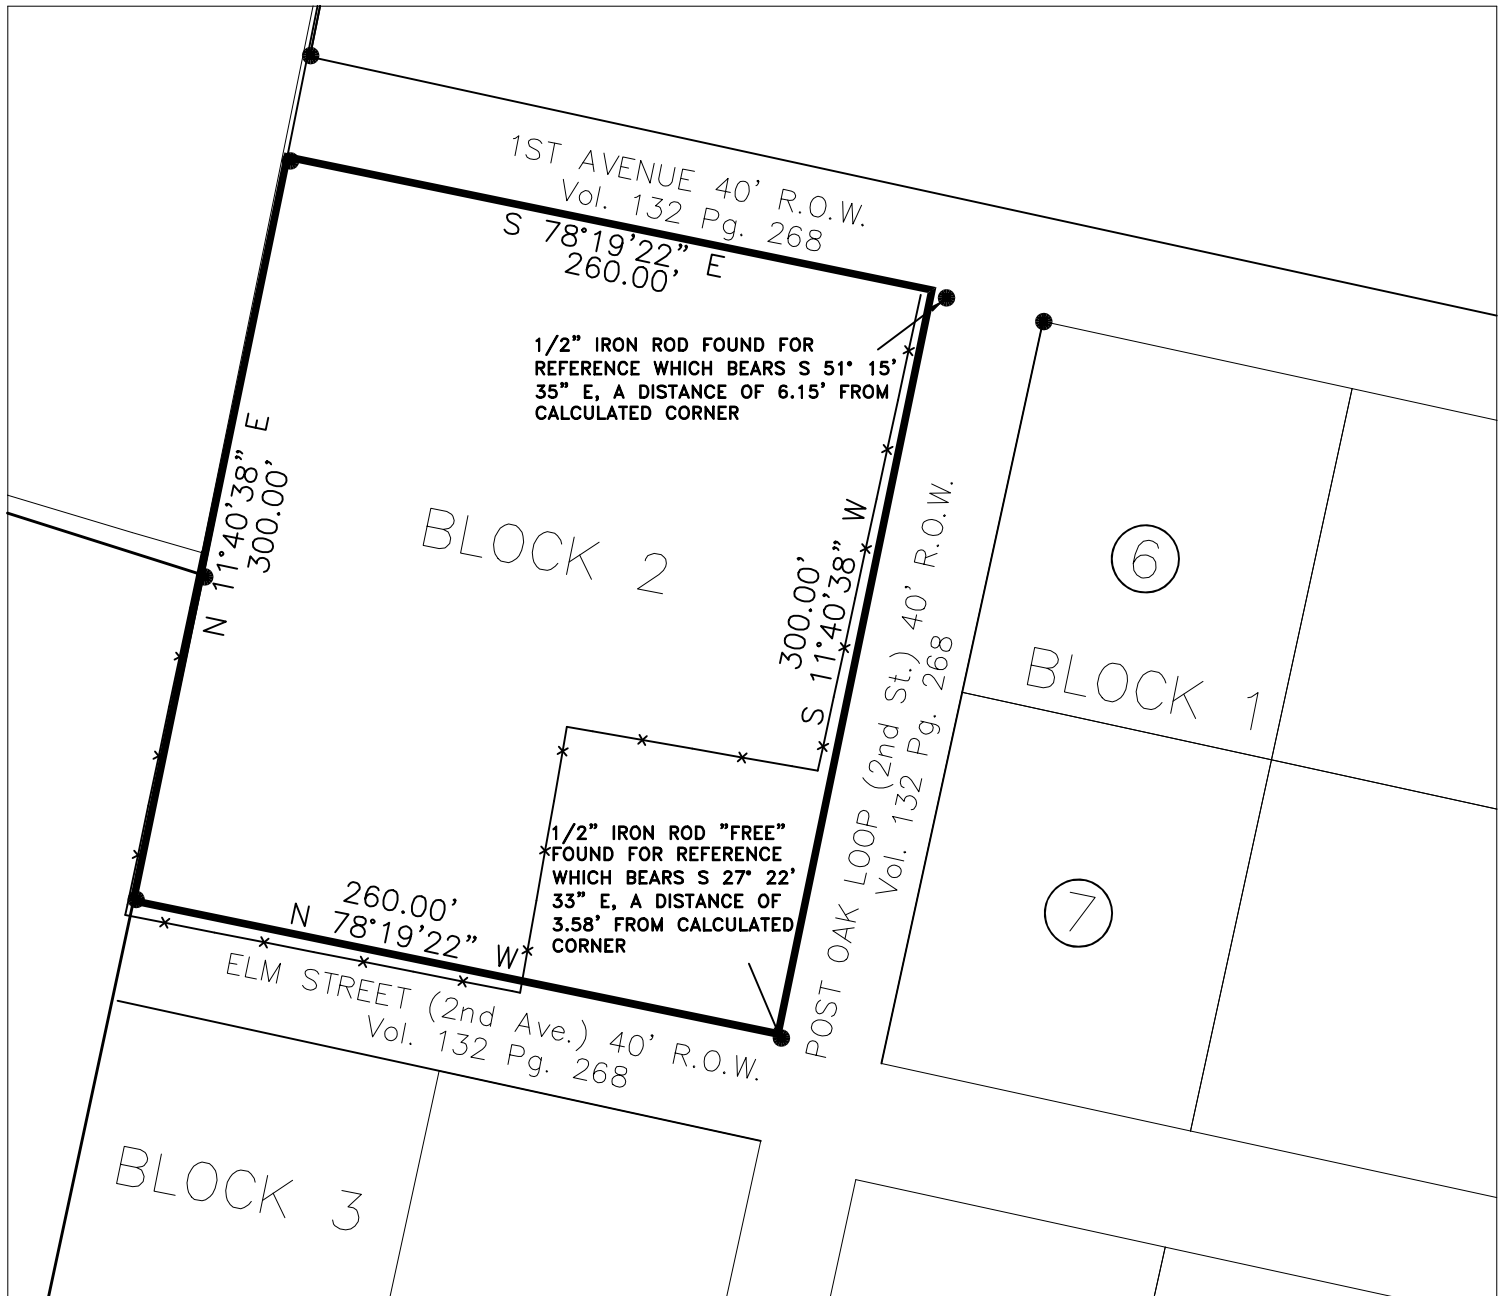 1ST AVENUE 40' R.O.W.
Vol. 132 Pg. 268
S 78°19'22" E
260.00'
1/2" IRON ROD FOUND FOR
REFERENCE WHICH BEARS S 51° 15'
35" E, A DISTANCE OF 6.15' FROM
CALCULATED CORNER
N 11°40'38" E
300.00'
BLOCK 2
300.00'
S 11°40'38" W
POST OAK LOOP (2nd St.) 40' R.O.W.
Vol. 132 Pg. 268
6
BLOCK 1
7
1/2" IRON ROD "FREE"
FOUND FOR REFERENCE
WHICH BEARS S 27° 22'
33" E, A DISTANCE OF
3.58' FROM CALCULATED
CORNER
260.00'
N 78°19'22" W
ELM STREET (2nd Ave.) 40' R.O.W.
Vol. 132 Pg. 268
BLOCK 3